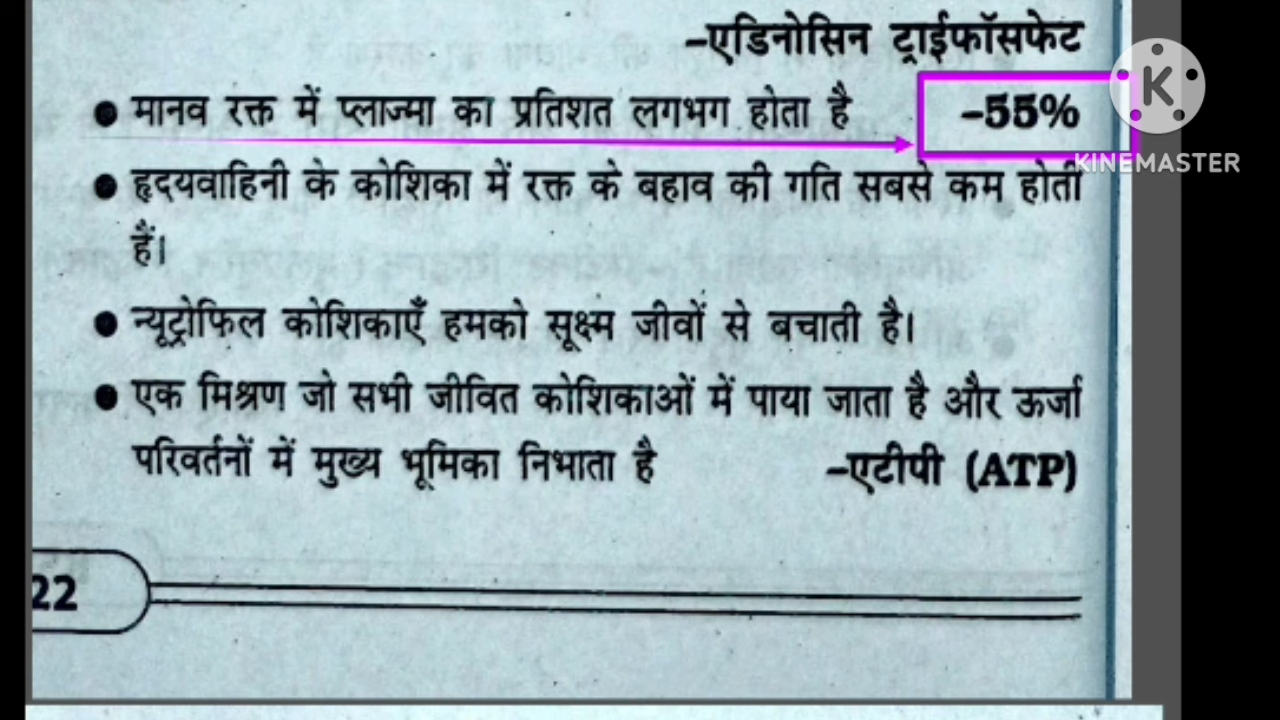 –एडिनोसिन ट्राईफॉसफेट
● मानव रक्त में प्लाज्मा का प्रतिशत लगभग होता है –55%
KINEMASTER
● हृदयवाहिनी के कोशिका में रक्त के बहाव की गति सबसे कम होती
हैं।
● न्यूट्रोफिल कोशिकाएँ हमको सूक्ष्म जीवों से बचाती है।
● एक मिश्रण जो सभी जीवित कोशिकाओं में पाया जाता है और ऊर्जा
परिवर्तनों में मुख्य भूमिका निभाता है –एटीपी (ATP)
22